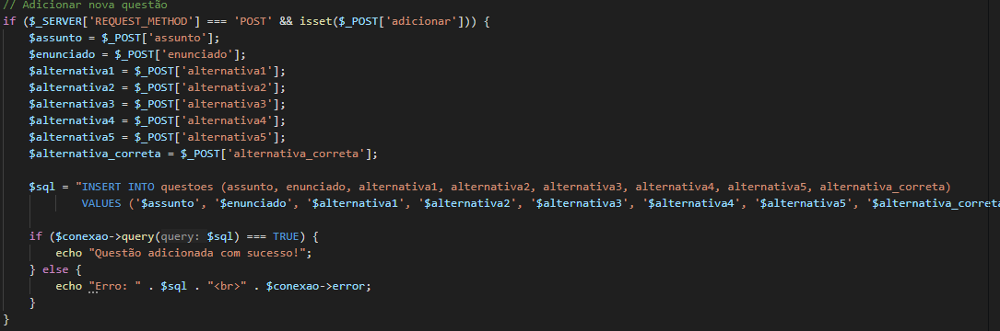 // Adicionar nova questão
if ($_SERVER['REQUEST_METHOD'] === 'POST' && isset($_POST['adicionar'])) {
    $assunto = $_POST['assunto'];
    $enunciado = $_POST['enunciado'];
    $alternativa1 = $_POST['alternativa1'];
    $alternativa2 = $_POST['alternativa2'];
    $alternativa3 = $_POST['alternativa3'];
    $alternativa4 = $_POST['alternativa4'];
    $alternativa5 = $_POST['alternativa5'];
    $alternativa_correta = $_POST['alternativa_correta'];

    $sql = "INSERT INTO questoes (assunto, enunciado, alternativa1, alternativa2, alternativa3, alternativa4, alternativa5, alternativa_correta)
            VALUES ('$assunto', '$enunciado', '$alternativa1', '$alternativa2', '$alternativa3', '$alternativa4', '$alternativa5', '$alternativa_correta

    if ($conexao->query(query: $sql) === TRUE) {
        echo "Questão adicionada com sucesso!";
    } else {
        echo "Erro: " . $sql . "<br>" . $conexao->error;
    }
}